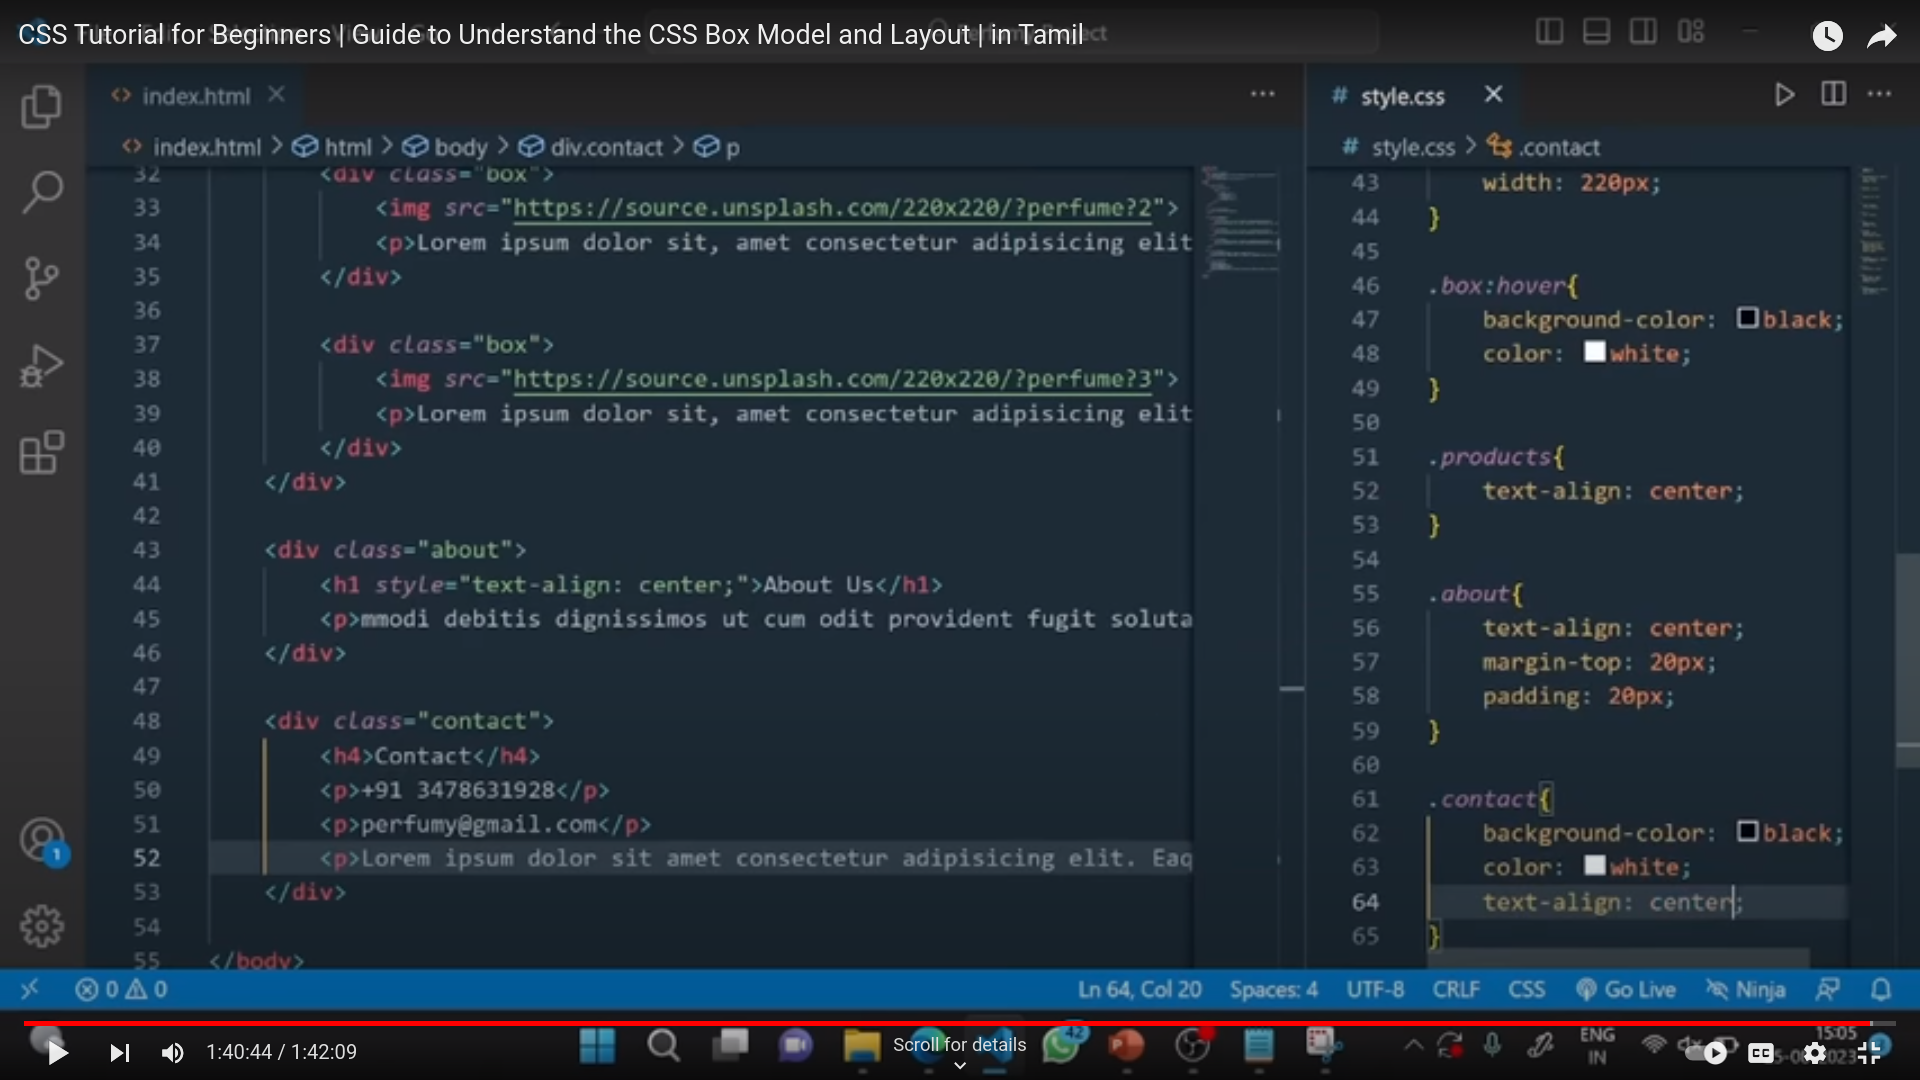 CSS Tutorial for Beginners | Guide to Understand the CSS Box Model and Layout | in Tamil
index.html
index.html > html > body > div.contact > p
32 <div class="box">
33 <img src="https://source.unsplash.com/220x220/?perfume?2">
34 <p>Lorem ipsum dolor sit, amet consectetur adipisicing elit
35 </div>
36
37 <div class="box">
38 <img src="https://source.unsplash.com/220x220/?perfume?3">
39 <p>Lorem ipsum dolor sit, amet consectetur adipisicing elit
40 </div>
41 </div>
42
43 <div class="about">
44 <h1 style="text-align: center;">About Us</h1>
45 <p>mmodi debitis dignissimos ut cum odit provident fugit soluta
46 </div>
47
48 <div class="contact">
49 <h4>Contact</h4>
50 <p>+91 3478631928</p>
51 <p>perfumy@gmail.com</p>
52 <p>Lorem ipsum dolor sit amet consectetur adipisicing elit. Eaq
53 </div>
54
55 </body>
# style.css
# style.css > .contact
43 width: 220px;
44 }
45
46 .box:hover{
47 background-color: black;
48 color: white;
49 }
50
51 .products{
52 text-align: center;
53 }
54
55 .about{
56 text-align: center;
57 margin-top: 20px;
58 padding: 20px;
59 }
60
61 .contact{
62 background-color: black;
63 color: white;
64 text-align: center;
65 }
1
0 0 Ln 64, Col 20 Spaces: 4 UTF-8 CRLF CSS Go Live Ninja
1:40:44 / 1:42:09
Scroll for details
42
ENG
IN
15:05
CC